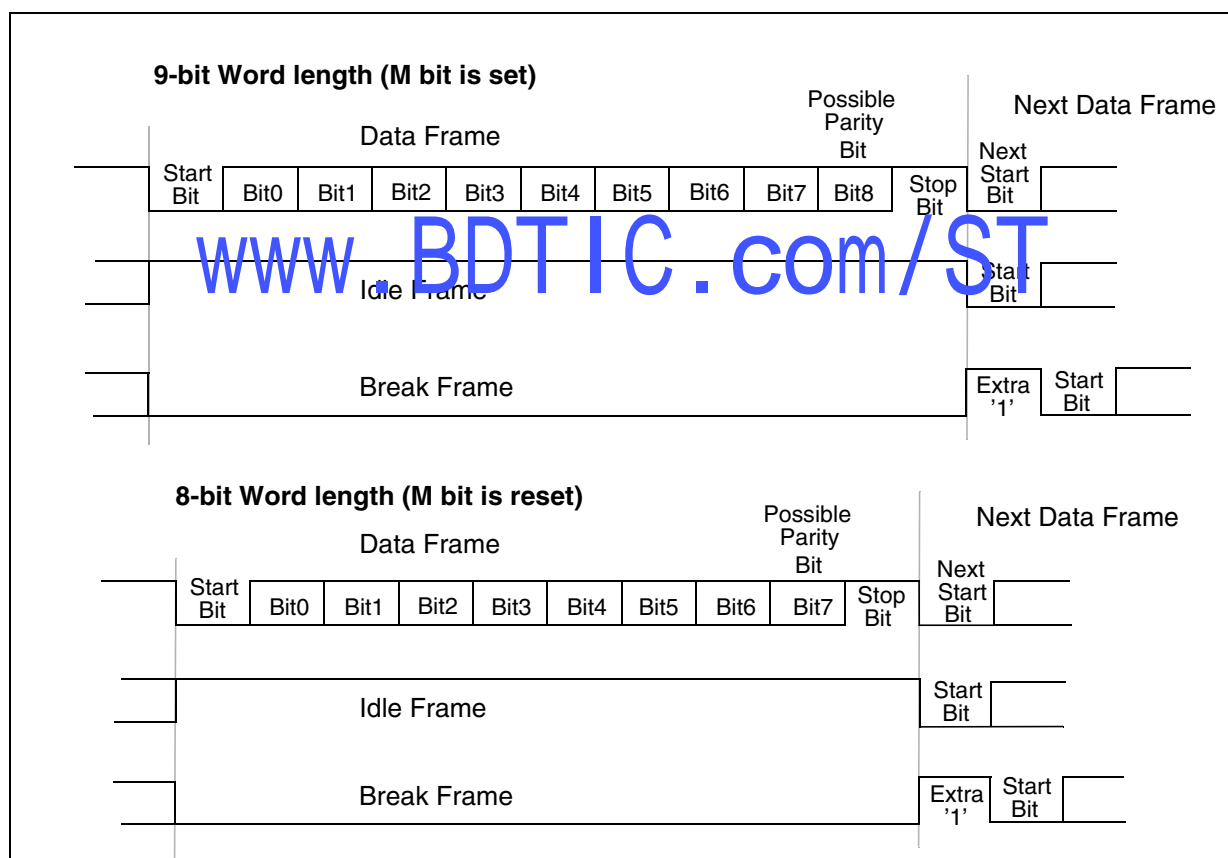 9-bit Word length (M bit is set)
Possible
Parity
Bit
Next Data Frame
Data Frame
Start
Bit
Bit0
Bit1
Bit2
Bit3
Bit4
Bit5
Bit6
Bit7
Bit8
Stop
Bit
Next
Start
Bit
www.BDTIC.com/ST
Idle Frame
Start
Bit
Break Frame
Extra
'1'
Start
Bit
8-bit Word length (M bit is reset)
Possible
Parity
Bit
Next Data Frame
Data Frame
Start
Bit
Bit0
Bit1
Bit2
Bit3
Bit4
Bit5
Bit6
Bit7
Stop
Bit
Next
Start
Bit
Idle Frame
Start
Bit
Break Frame
Extra
'1'
Start
Bit